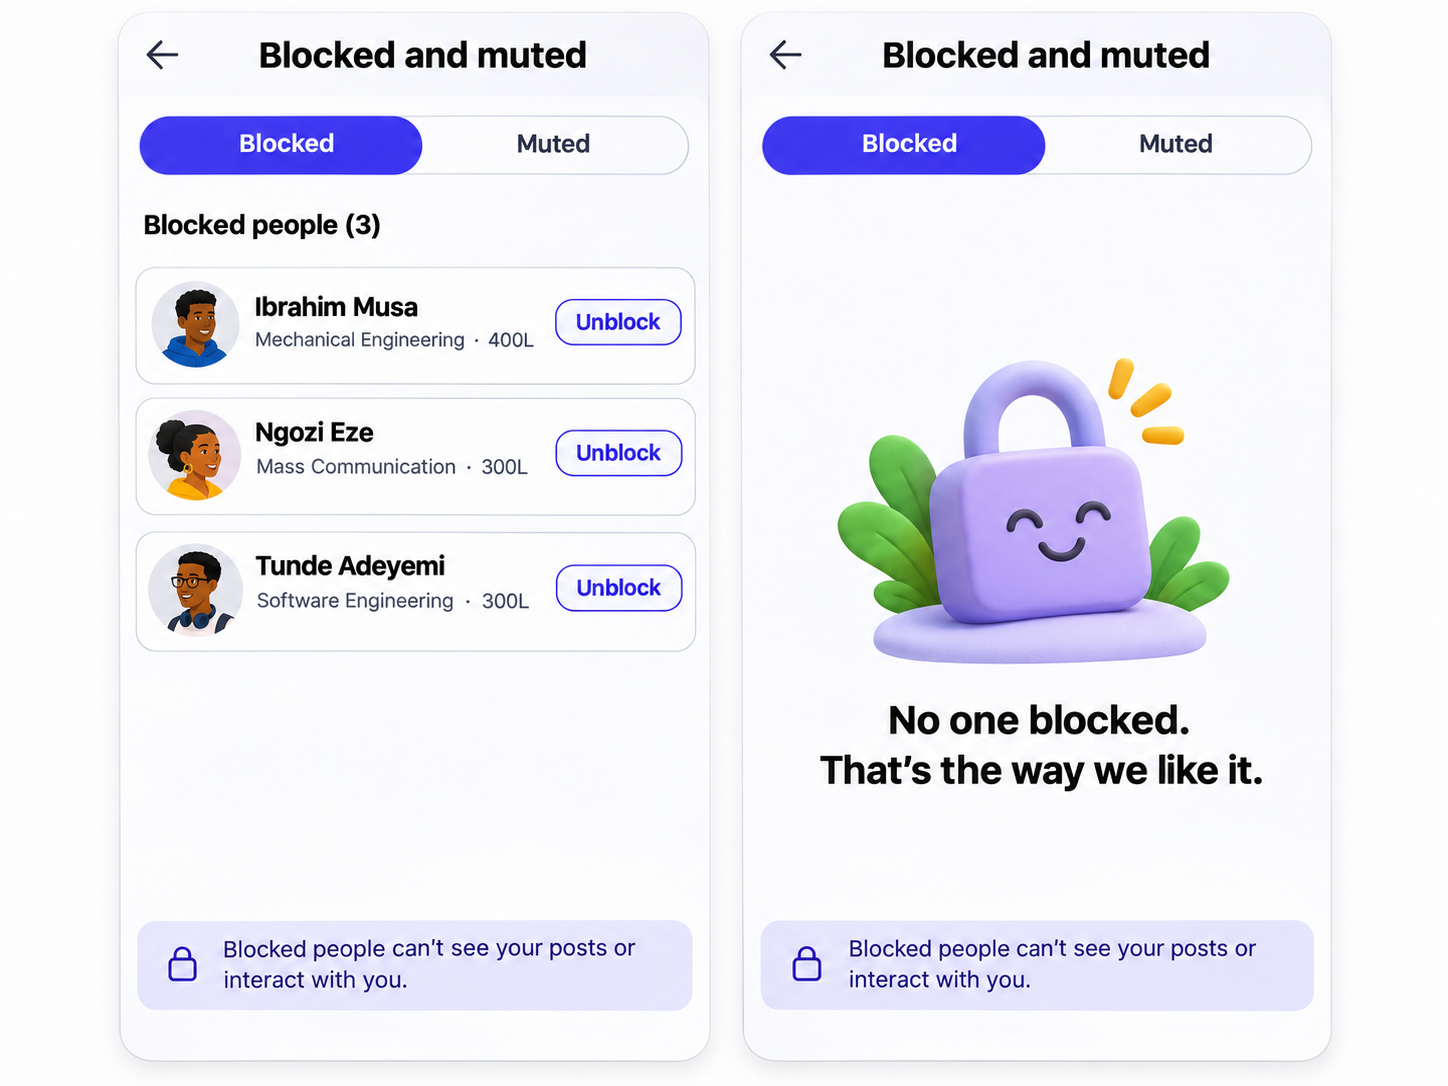 Blocked and muted
Blocked
Muted
Blocked people (3)
Ibrahim Musa
Mechanical Engineering · 400L
Unblock
Ngozi Eze
Mass Communication · 300L
Unblock
Tunde Adeyemi
Software Engineering · 300L
Unblock
Blocked people can’t see your posts or
interact with you.
Blocked and muted
Blocked
Muted
No one blocked.
That’s the way we like it.
Blocked people can’t see your posts or
interact with you.